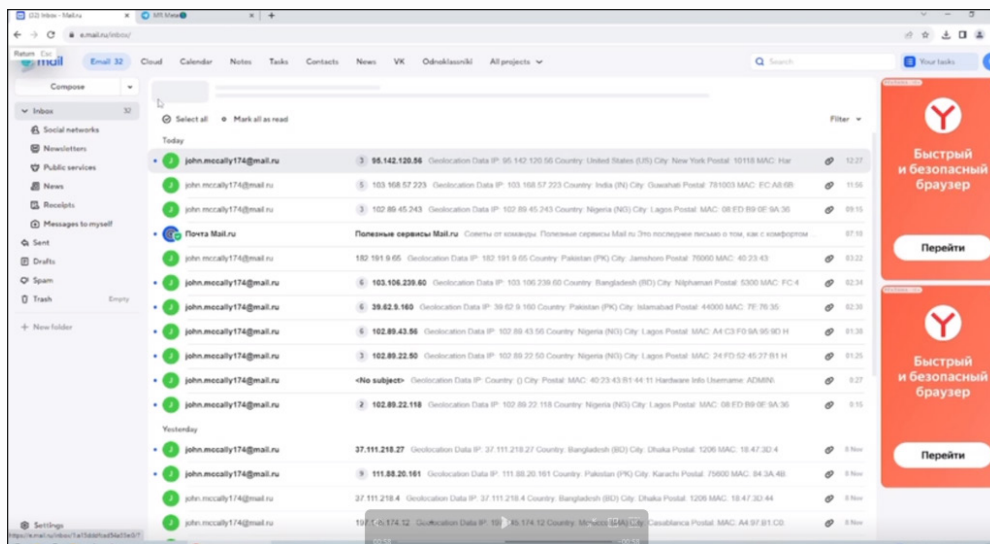 (32) Inbox - Mail.ru
e.mail.ru/inbox/
Return Esc
mail Email 32 Cloud Calendar Notes Tasks Contacts News VK Odnoklassniki All projects Search Your tasks
Compose
Inbox 32
Social networks
Newsletters
Public services
News
Receipts
Messages to myself
Sent
Drafts
Spam
Trash Empty
+ New folder
Settings
Select all Mark all as read Filter
Today
john.mccally174@mail.ru 3 95.142.120.56 Geolocation Data IP: 95.142.120.56 Country: United States (US) City: New York Postal: 10118 MAC: Har 12:27
john.mccally174@mail.ru 5 103.168.57.223 Geolocation Data IP: 103.168.57.223 Country: India (IN) City: Guwahati Postal: 781003 MAC: EC:A8:6B: 11:56
john.mccally174@mail.ru 3 102.89.45.243 Geolocation Data IP: 102.89.45.243 Country: Nigeria (NG) City: Lagos Postal: MAC: 08:ED:B9:0E:9A:36 09:15
Почта Mail.ru Полезные сервисы Mail.ru Советы от команды Полезные сервисы Mail.ru Это последнее письмо о том, как с комфортом ... 07:10
john.mccally174@mail.ru 182.191.9.65 Geolocation Data IP: 182.191.9.65 Country: Pakistan (PK) City: Jamshoro Postal: 76060 MAC: 40:23:43:
john.mccally174@mail.ru 6 103.106.239.60 Geolocation Data IP: 103.106.239.60 Country: Bangladesh (BD) City: Nilphamari Postal: 5300 MAC: FC:4 02:34
john.mccally174@mail.ru 6 39.62.9.160 Geolocation Data IP: 39.62.9.160 Country: Pakistan (PK) City: Islamabad Postal: 44000 MAC: 7E:76:35 02:30
john.mccally174@mail.ru 6 102.89.43.56 Geolocation Data IP: 102.89.43.56 Country: Nigeria (NG) City: Lagos Postal: MAC: A4:C3:F0:9A:95:9D H 01:38
john.mccally174@mail.ru 3 102.89.22.50 Geolocation Data IP: 102.89.22.50 Country: Nigeria (NG) City: Lagos Postal: MAC: 24:FD:52:45:27:B1 H 01:25
john.mccally174@mail.ru <No subject> Geolocation Data IP: Country: () City: Postal: MAC: 40:23:43:B1:44:11 Hardware Info Username: ADMIN\ 0:27
john.mccally174@mail.ru 2 102.89.22.118 Geolocation Data IP: 102.89.22.118 Country: Nigeria (NG) City: Lagos Postal: MAC: 08:ED:B9:0E:9A:36 0:15
Yesterday
john.mccally174@mail.ru 37.111.218.27 Geolocation Data IP: 37.111.218.27 Country: Bangladesh (BD) City: Dhaka Postal: 1206 MAC: 18:47:3D:4 8 Nov
john.mccally174@mail.ru 9 111.88.20.161 Geolocation Data IP: 111.88.20.161 Country: Pakistan (PK) City: Karachi Postal: 75600 MAC: 84:3A:4B: 8 Nov
john.mccally174@mail.ru 37.111.218.4 Geolocation Data IP: 37.111.218.4 Country: Bangladesh (BD) City: Dhaka Postal: 1206 MAC: 18:47:3D:44 8 Nov
john.mccally174@mail.ru Geolocation Data IP: Country: City: Casablanca Postal: MAC: A4:97:B1:C0: 8 Nov
Быстрый
и безопасный
браузер
Перейти
Быстрый
и безопасный
браузер
Перейти